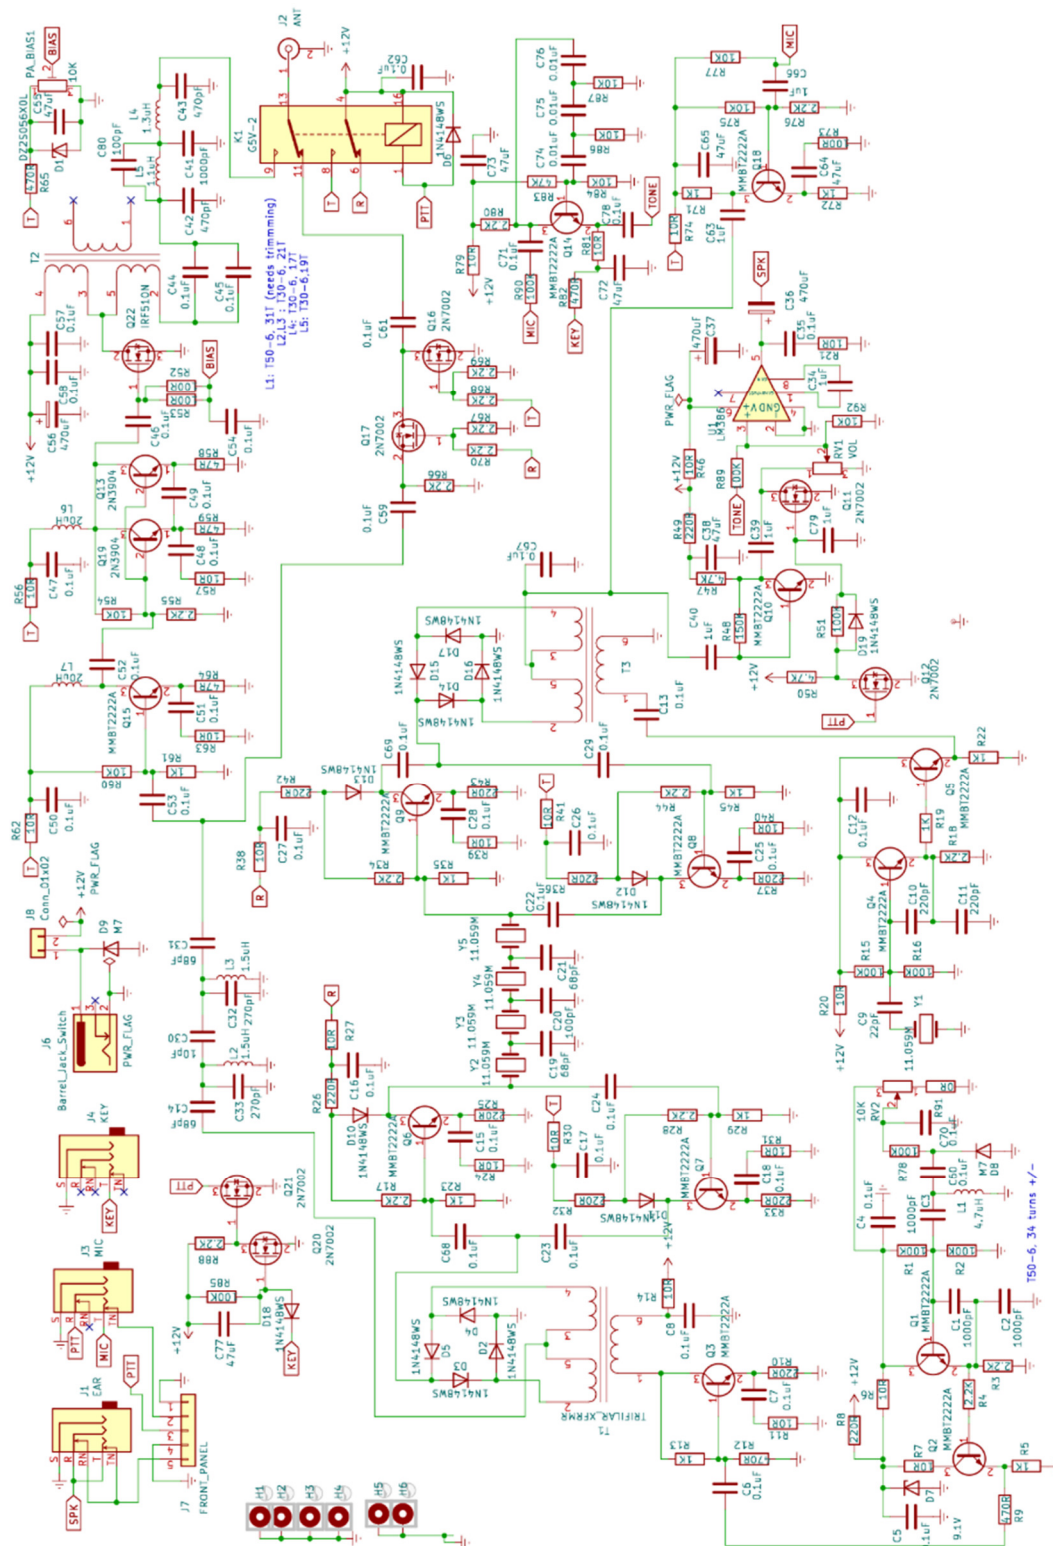 J1
EAR
SPK
PTT
J7
FRONT_PANEL
J3
MIC
PTT
MIC
J4
KEY
KEY
J6
Barrel_Jack_Switch
PWR_FLAG
J8
Conn_01x02
+12V
PWR_FLAG
D9
M7
T
R62
10R
C50
0.1uF
L7
20uH
R60
10K
R61
1K
C53
0.1uF
Q15
MMBT2222A
C52
0.1uF
R64
47R
C51
0.1uF
R63
10R
T
R56
10R
C47
0.1uF
L6
20uH
R54
10K
R55
2.2K
Q19
2N3904
Q13
2N3904
R59
47R
C48
0.1uF
R57
10R
R58
47R
C49
0.1uF
C46
0.1uF
C54
0.1uF
R52
R53
BIAS
Q22
IRF510N
+12V
C56
470uF
C58
0.1uF
C57
0.1uF
T2
C44
0.1uF
C45
0.1uF
T
R65
470R
D1
DZ2S056X0L
C55
47uF
PA_BIAS1
10K
BIAS
C80
100pF
L5
1.1uH
L4
1.3uH
C42
470pF
C41
1000pF
C43
470pF
L1: T50-6, 31T (needs trimmming)
L2,L3 : T30-6, 21T
L4: T30-6, 17T
L5: T30-6,19T
J2
ANT
+12V
C62
0.1uF
K1
G5V-2
D6
1N4148WS
T
R
PTT
C61
0.1uF
Q16
2N7002
R69
2.2K
R68
2.2K
T
Q17
2N7002
R67
2.2K
R70
2.2K
R
R66
2.2K
C59
0.1uF
C73
47uF
R80
2.2K
R79
10R
+12V
C76
0.01uF
C75
0.01uF
C74
0.01uF
R87
10K
R86
10K
R83
47K
R84
10K
Q14
MMBT2222A
C71
0.1uF
R90
100R
MIC
C78
0.1uF
TONE
R81
10R
R82
470R
KEY
C72
47uF
R77
10K
MIC
C66
1uF
R75
10K
R76
2.2K
C65
47uF
Q18
MMBT2222A
R73
C64
47uF
R72
1K
R71
1K
R74
10R
T
C63
1uF
SPK
C36
470uF
C35
0.1uF
R21
10R
C37
470uF
PWR_FLAG
U1
LM386
C34
1uF
R92
10K
RV1
VOL
R89
100K
TONE
+12V
R46
10R
R49
220R
C38
47uF
C39
1uF
Q11
2N7002
C79
1uF
R47
4.7K
R48
150K
Q10
MMBT2222A
C40
1uF
R51
100K
D19
1N4148WS
+12V
R50
4.7K
Q12
2N7002
PTT
C67
0.1uF
T3
D17
1N4148WS
D15
1N4148WS
D16
1N4148WS
D14
1N4148WS
C13
0.1uF
C69
0.1uF
C29
0.1uF
R42
220R
D13
1N4148WS
R38
10R
R
C27
0.1uF
Q9
MMBT2222A
R43
220R
C28
0.1uF
R39
10R
R34
2.2K
R35
1K
T
R41
10R
C26
0.1uF
R36
220R
D12
1N4148WS
R44
2.2K
R45
1K
Q8
MMBT2222A
R40
10R
C25
0.1uF
R37
220R
C22
0.1uF
Y5
11.059M
Y4
11.059M
Y3
11.059M
Y2
11.059M
C21
68pF
C20
100pF
C19
68pF
C24
0.1uF
C31
68pF
L3
1.5uH
C32
270pF
C30
10pF
L2
1.5uH
C33
270pF
C14
68pF
R
R27
10R
R26
220R
C16
0.1uF
D10
1N4148WS
Q6
MMBT2222A
R25
220R
C15
0.1uF
R24
10R
R17
2.2K
R23
1K
C68
0.1uF
C23
0.1uF
T
R30
10R
C17
0.1uF
R32
220R
D11
1N4148WS
R28
2.2K
R29
1K
Q7
MMBT2222A
R31
10R
C18
0.1uF
R33
220R
+12V
R14
10R
C8
0.1uF
D4
1N4148WS
D5
1N4148WS
D2
1N4148WS
D3
1N4148WS
T1
TRIFILAR_XFRMR
Q3
MMBT2222A
R10
220R
C7
0.1uF
R11
10R
R13
1K
R12
470R
C6
0.1uF
PTT
Q21
2N7002
Q20
2N7002
R88
2.2K
R85
+12V
C77
47uF
D18
1N4148WS
KEY
H1
H2
H3
H4
H5
H6
Q5
MMBT2222A
R22
1K
C12
0.1uF
R19
1K
R18
2.2K
Q4
MMBT2222A
C10
220pF
C11
220pF
R15
100K
R16
100K
R20
10R
+12V
C9
22pF
Y1
11.059M
10K
RV2
R91
0R
R78
100K
C70
0.1uF
D8
M7
C60
0.1uF
C4
0.1uF
C3
1000pF
L1
4.7uH
T50-6, 34 turns +/-
R1
100K
R2
100K
Q1
MMBT2222A
C1
1000pF
C2
1000pF
R3
2.2K
R4
2.2K
R6
10R
+12V
R8
220R
Q2
MMBT2222A
R7
10R
R5
1K
D7
9.1V
C5
0.1uF
R9
470R